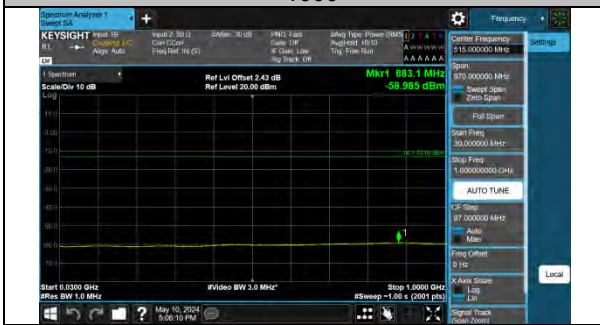 Spectrum Analyzer 1
Swept SA
Frequency
KEYSIGHT
Input: RF
Coupling: DC
Align: Auto
Input Z: 50 Ω
Corr CCorr
Freq Ref: Int (S)
#Atten: 30 dB
PNO: Fast
Gate: Off
IF Gain: Low
Sig Track: Off
#Avg Type: Power (RMS)
Avg|Hold:
Trig: Free Run
1 Spectrum
Scale/Div 10 dB
Log
Ref Lvl Offset 2.43 dB
Ref Level 20.00 dBm
Mkr1 883.1 MHz
-58.985 dBm
1
Start 0.0300 GHz
#Res BW 1.0 MHz
#Video BW 3.0 MHz*
Stop 1.0000 GHz
#Sweep ~1.00 s (2001 pts)
Center Frequency
515.000000 MHz
Settings
Span
970.000000 MHz
Swept Span
Zero Span
Full Span
Start Freq
30.000000 MHz
Stop Freq
1.000000000 GHz
AUTO TUNE
CF Step
97.000000 MHz
Auto
Man
Freq Offset
0 Hz
X Axis Scale
Log
Lin
Signal Track
(Span Zoom)
Local
May 10, 2024
5:06:10 PM